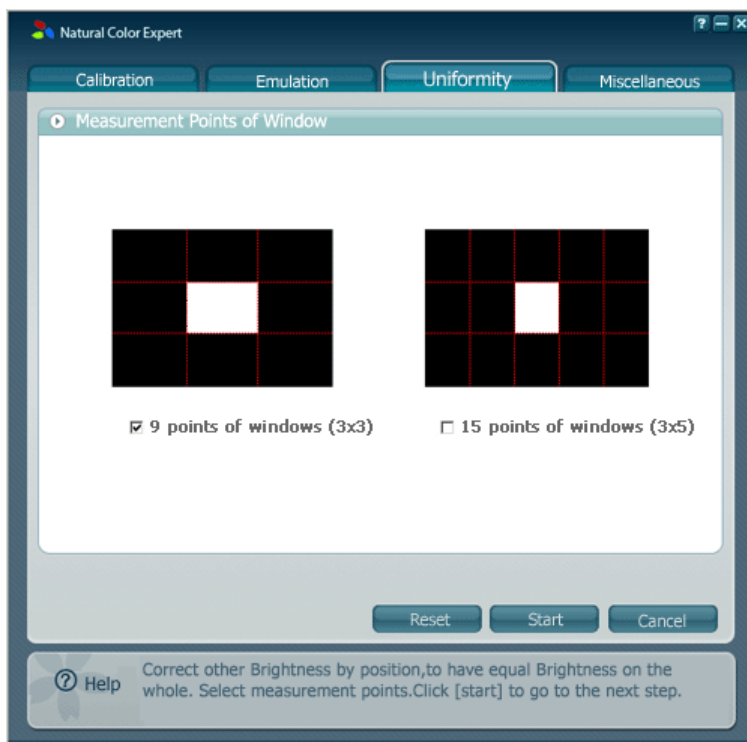 Natural Color Expert
Calibration
Emulation
Uniformity
Miscellaneous
Measurement Points of Window
9 points of windows (3x3)
15 points of windows (3x5)
Reset
Start
Cancel
Help
Correct other Brightness by position,to have equal Brightness on the
whole. Select measurement points.Click [start] to go to the next step.